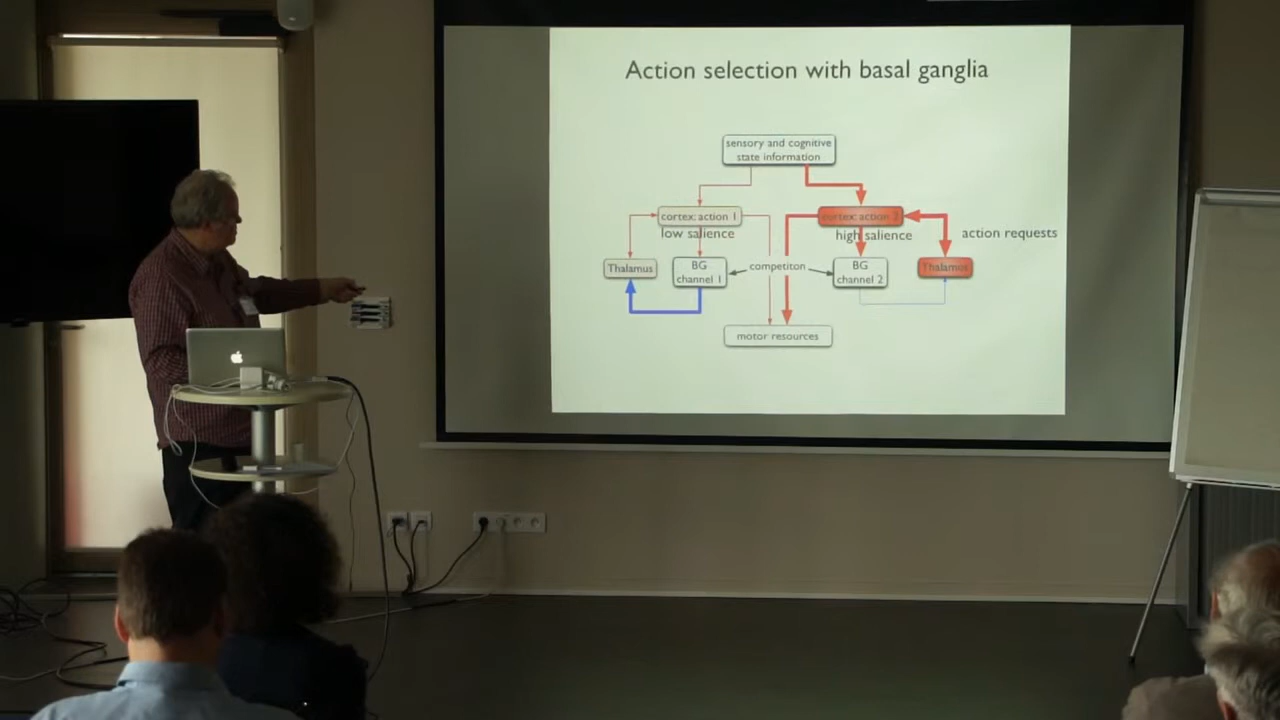 Action selection with basal ganglia
sensory and cognitive
state information
cortex: action 1
cortex: action 2
low salience
high salience
action requests
Thalamus
BG
channel 1
competiton
BG
channel 2
Thalamus
motor resources